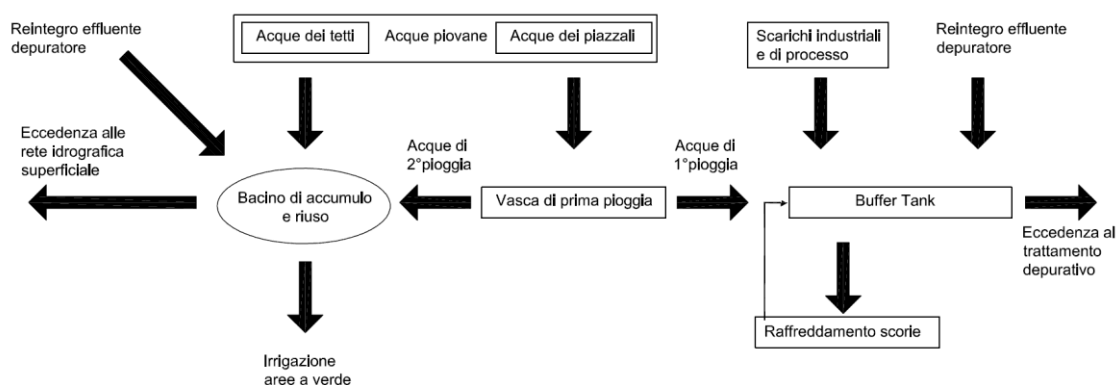 Reintegro effluente
depuratore
Acque dei tetti
Acque piovane
Acque dei piazzali
Scarichi industriali
e di processo
Reintegro effluente
depuratore
Eccedenza alle
rete idrografica
superficiale
Acque di
2°pioggia
Acque di
1°pioggia
Bacino di accumulo
e riuso
Vasca di prima pioggia
Buffer Tank
Eccedenza al
trattamento
depurativo
Raffreddamento scorie
Irrigazione
aree a verde